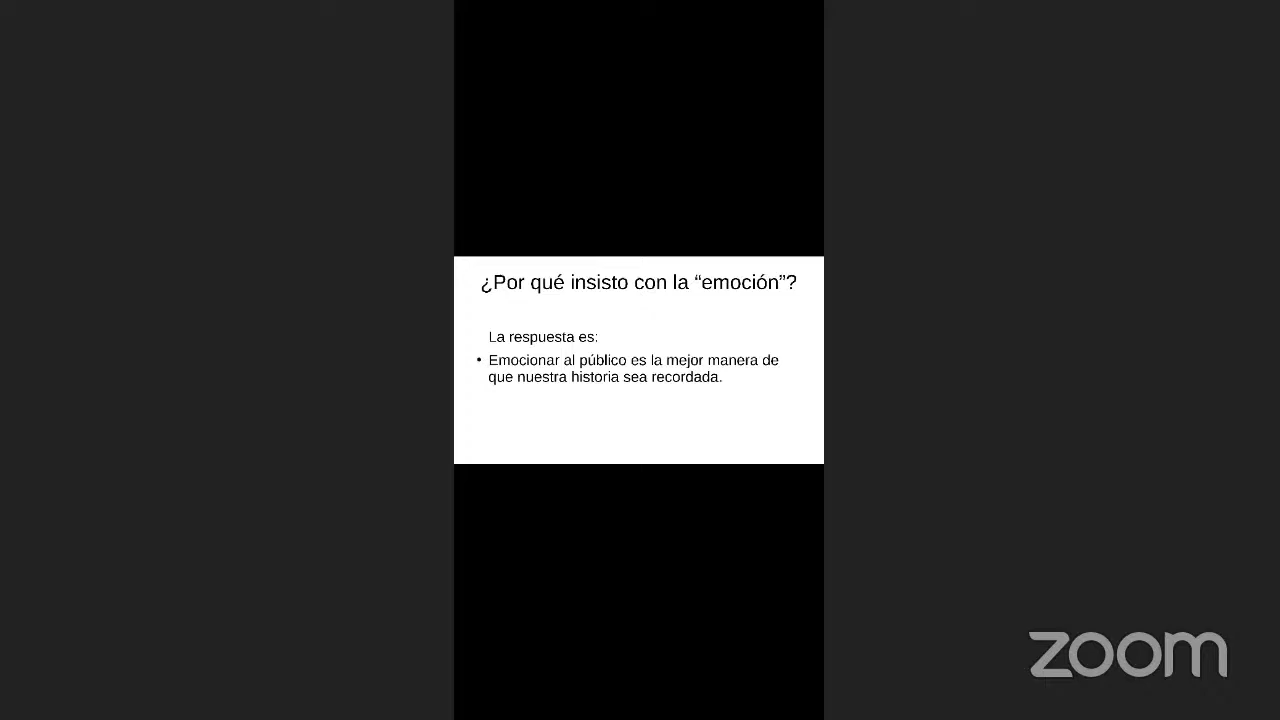 ¿Por qué insisto con la “emoción”?
La respuesta es:
• Emocionar al público es la mejor manera de
que nuestra historia sea recordada.
zoom